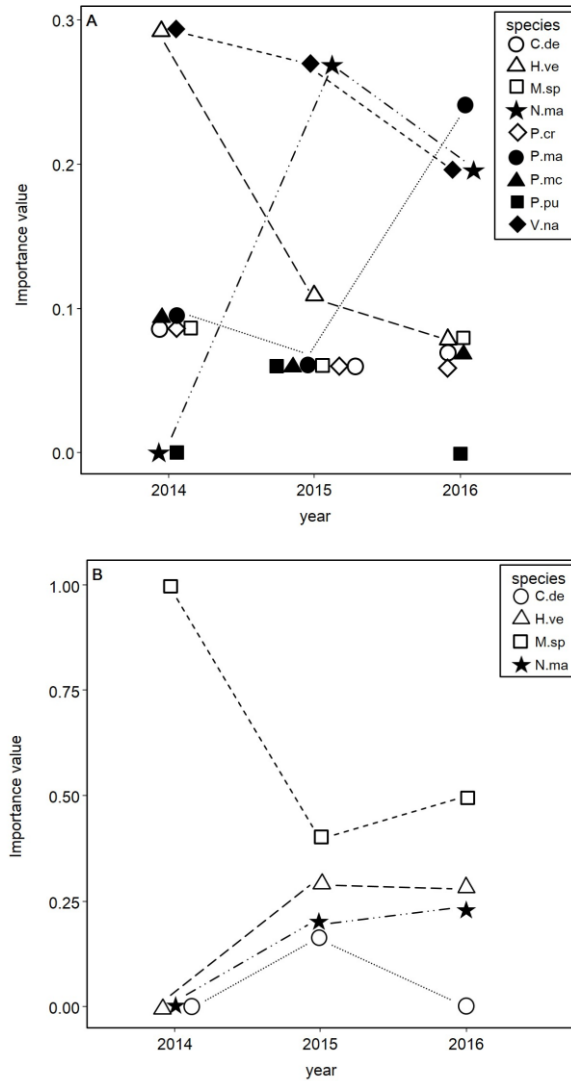 A
0.3
0.2
0.1
0.0
Importance value
2014 2015 2016
year
species
C.de
H.ve
M.sp
N.ma
P.cr
P.ma
P.mc
P.pu
V.na
B
1.00
0.75
0.50
0.25
0.00
Importance value
2014 2015 2016
year
species
C.de
H.ve
M.sp
N.ma